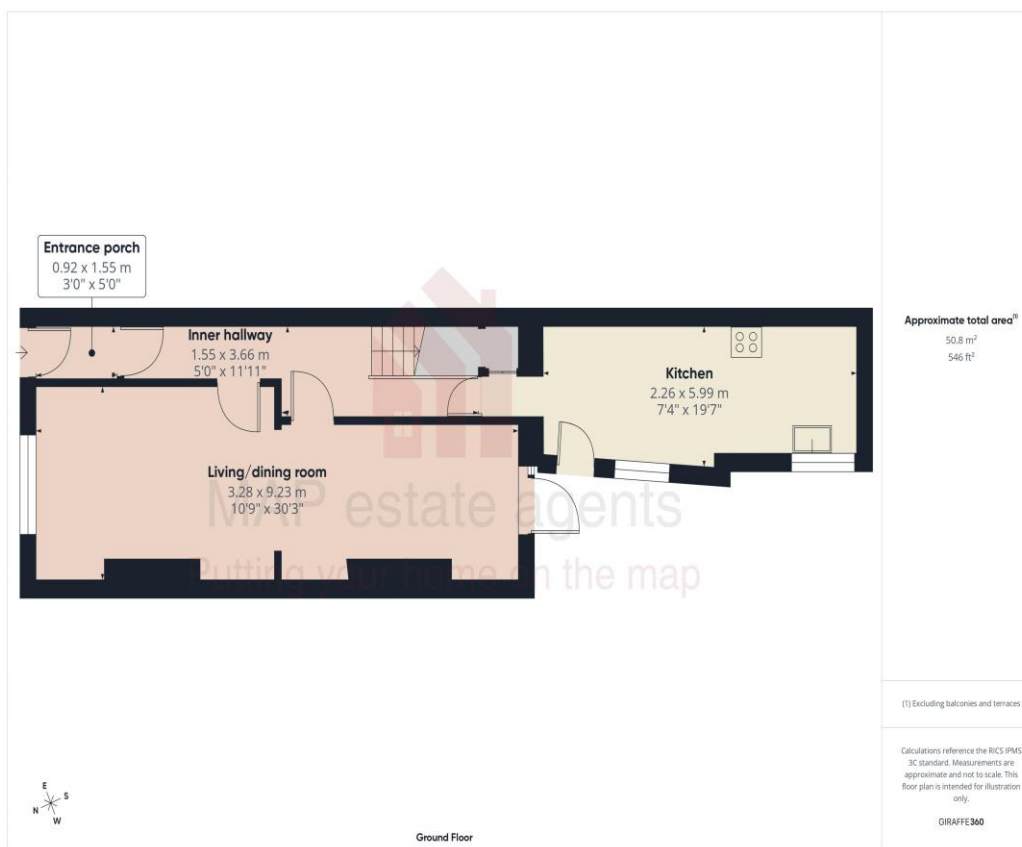 Entrance porch
0.92 x 1.55 m
3'0" x 5'0"
Inner hallway
1.55 x 3.66 m
5'0" x 11'11"
Kitchen
2.26 x 5.99 m
7'4" x 19'7"
Living/dining room
3.28 x 9.23 m
10'9" x 30'3"
MAP estate agents
Putting your home on the map
Approximate total area(1)
50.8 m²
546 ft²
(1) Excluding balconies and terraces
Calculations reference the RICS IPMS
3C standard. Measurements are
approximate and not to scale. This
floor plan is intended for illustration
only.
GIRAFFE360
E
S
N
W
Ground Floor